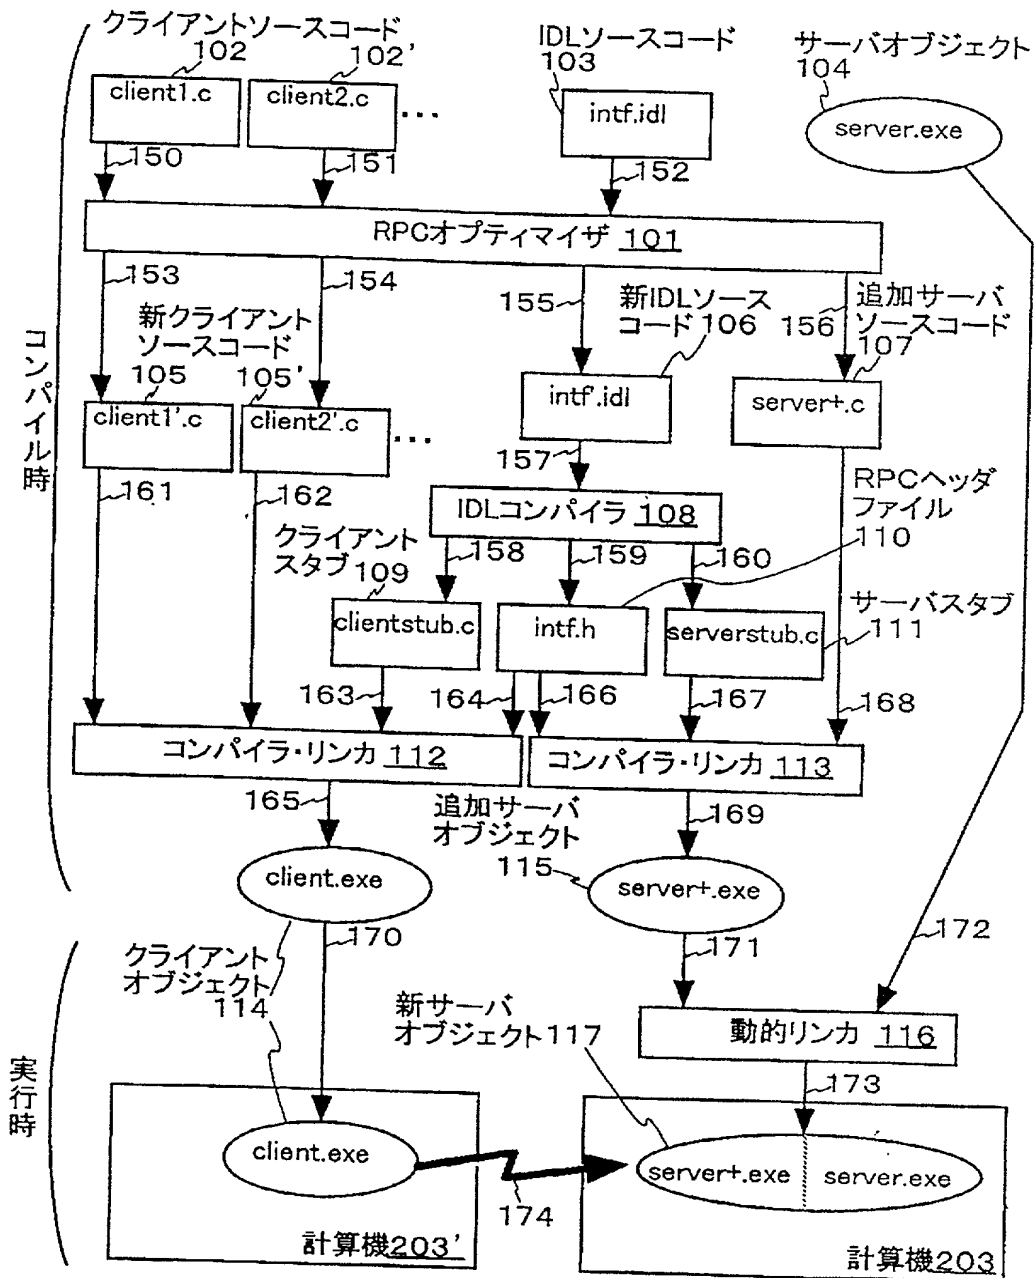 クライアントソースコード
102
102'
IDLソースコード
103
サーバオブジェクト
104
client1.c
client2.c
...
intf.idl
server.exe
150
151
152
RPCオプティマイザ 101
153
154
155
156
新クライアント
ソースコード
105
105'
新IDLソース
コード106
追加サーバ
ソースコード
107
client1'.c
client2'.c
...
intf'.idl
server+.c
コンパイル時
157
161
162
IDLコンパイラ 108
RPCヘッダ
ファイル
110
クライアント
スタブ
109
158
159
160
clientstub.c
intf.h
serverstub.c
サーバスタブ
111
163
164
166
167
168
コンパイラ・リンカ 112
コンパイラ・リンカ 113
165
追加サーバ
オブジェクト
115
169
client.exe
server+.exe
170
171
172
クライアント
オブジェクト
114
新サーバ
オブジェクト117
動的リンカ 116
実行時
173
client.exe
server+.exe
server.exe
174
計算機203'
計算機203